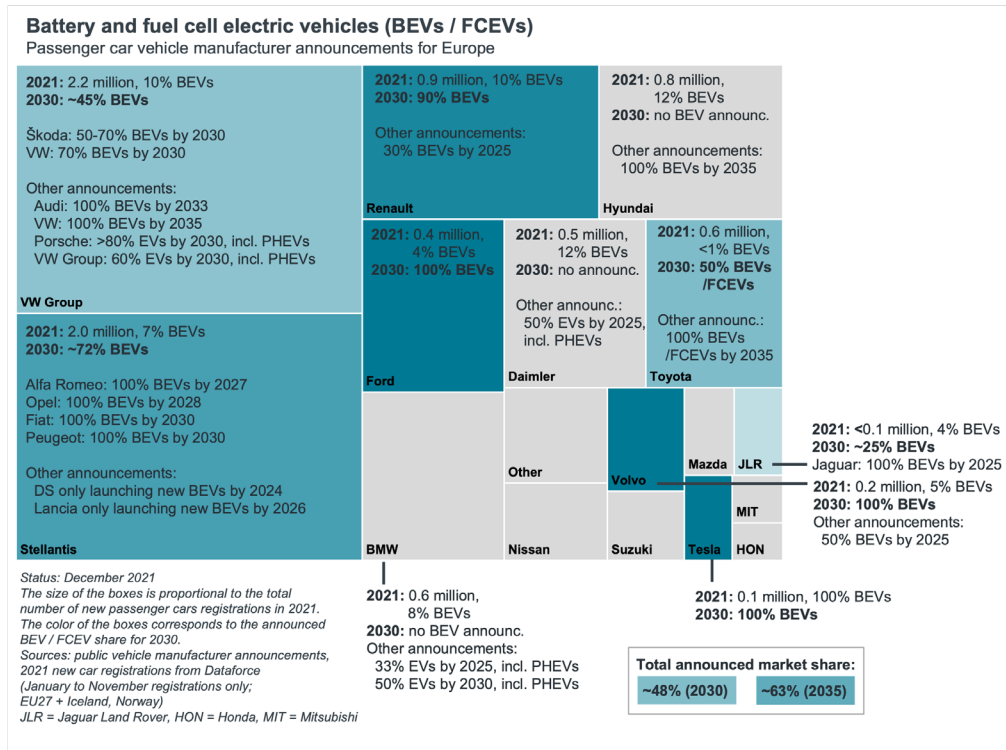 Battery and fuel cell electric vehicles (BEVs / FCEVs)
Passenger car vehicle manufacturer announcements for Europe
2021: 2.2 million, 10% BEVs
2030: ~45% BEVs
Škoda: 50-70% BEVs by 2030
VW: 70% BEVs by 2030
Other announcements:
Audi: 100% BEVs by 2033
VW: 100% BEVs by 2035
Porsche: >80% EVs by 2030, incl. PHEVs
VW Group: 60% EVs by 2030, incl. PHEVs
VW Group
2021: 0.9 million, 10% BEVs
2030: 90% BEVs
Other announcements:
30% BEVs by 2025
Renault
2021: 0.8 million,
12% BEVs
2030: no BEV announc.
Other announcements:
100% BEVs by 2035
Hyundai
2021: 0.4 million,
4% BEVs
2030: 100% BEVs
Ford
2021: 0.5 million,
12% BEVs
2030: no announc.
Other announc.:
50% EVs by 2025,
incl. PHEVs
Daimler
2021: 0.6 million,
<1% BEVs
2030: 50% BEVs
/FCEVs
Other announc.:
100% BEVs
/FCEVs by 2035
Toyota
2021: 2.0 million, 7% BEVs
2030: ~72% BEVs
Alfa Romeo: 100% BEVs by 2027
Opel: 100% BEVs by 2028
Fiat: 100% BEVs by 2030
Peugeot: 100% BEVs by 2030
Other announcements:
DS only launching new BEVs by 2024
Lancia only launching new BEVs by 2026
Stellantis
BMW
Other
Nissan
Volvo
Suzuki
Mazda
JLR
Tesla
MIT
HON
2021: <0.1 million, 4% BEVs
2030: ~25% BEVs
Jaguar: 100% BEVs by 2025
2021: 0.2 million, 5% BEVs
2030: 100% BEVs
Other announcements:
50% BEVs by 2025
2021: 0.6 million,
8% BEVs
2030: no BEV announc.
Other announcements:
33% EVs by 2025, incl. PHEVs
50% EVs by 2030, incl. PHEVs
2021: 0.1 million, 100% BEVs
2030: 100% BEVs
Status: December 2021
The size of the boxes is proportional to the total
number of new passenger cars registrations in 2021.
The color of the boxes corresponds to the announced
BEV / FCEV share for 2030.
Sources: public vehicle manufacturer announcements,
2021 new car registrations from Dataforce
(January to November registrations only;
EU27 + Iceland, Norway)
JLR = Jaguar Land Rover, HON = Honda, MIT = Mitsubishi
Total announced market share:
~48% (2030)
~63% (2035)